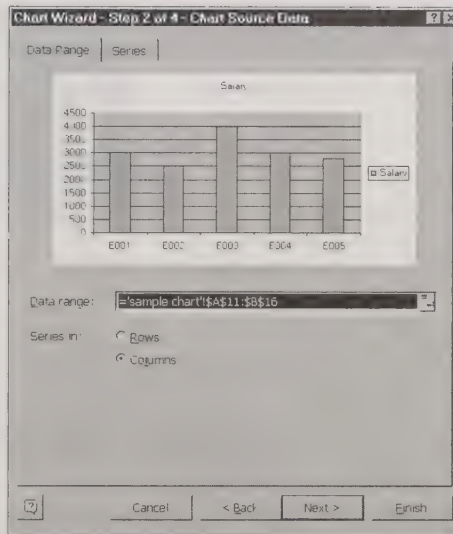 Chart Wizard - Step 2 of 4 - Chart Source Data
Data Range Series
Salary
4500
4000
3500
3000
2500
2000
1500
1000
500
0
Salary
E001 E002 E003 E004 E005
Data range: ='sample chart'!$A$11:$B$16
Series in: Rows
Columns
Cancel < Back Next > Finish